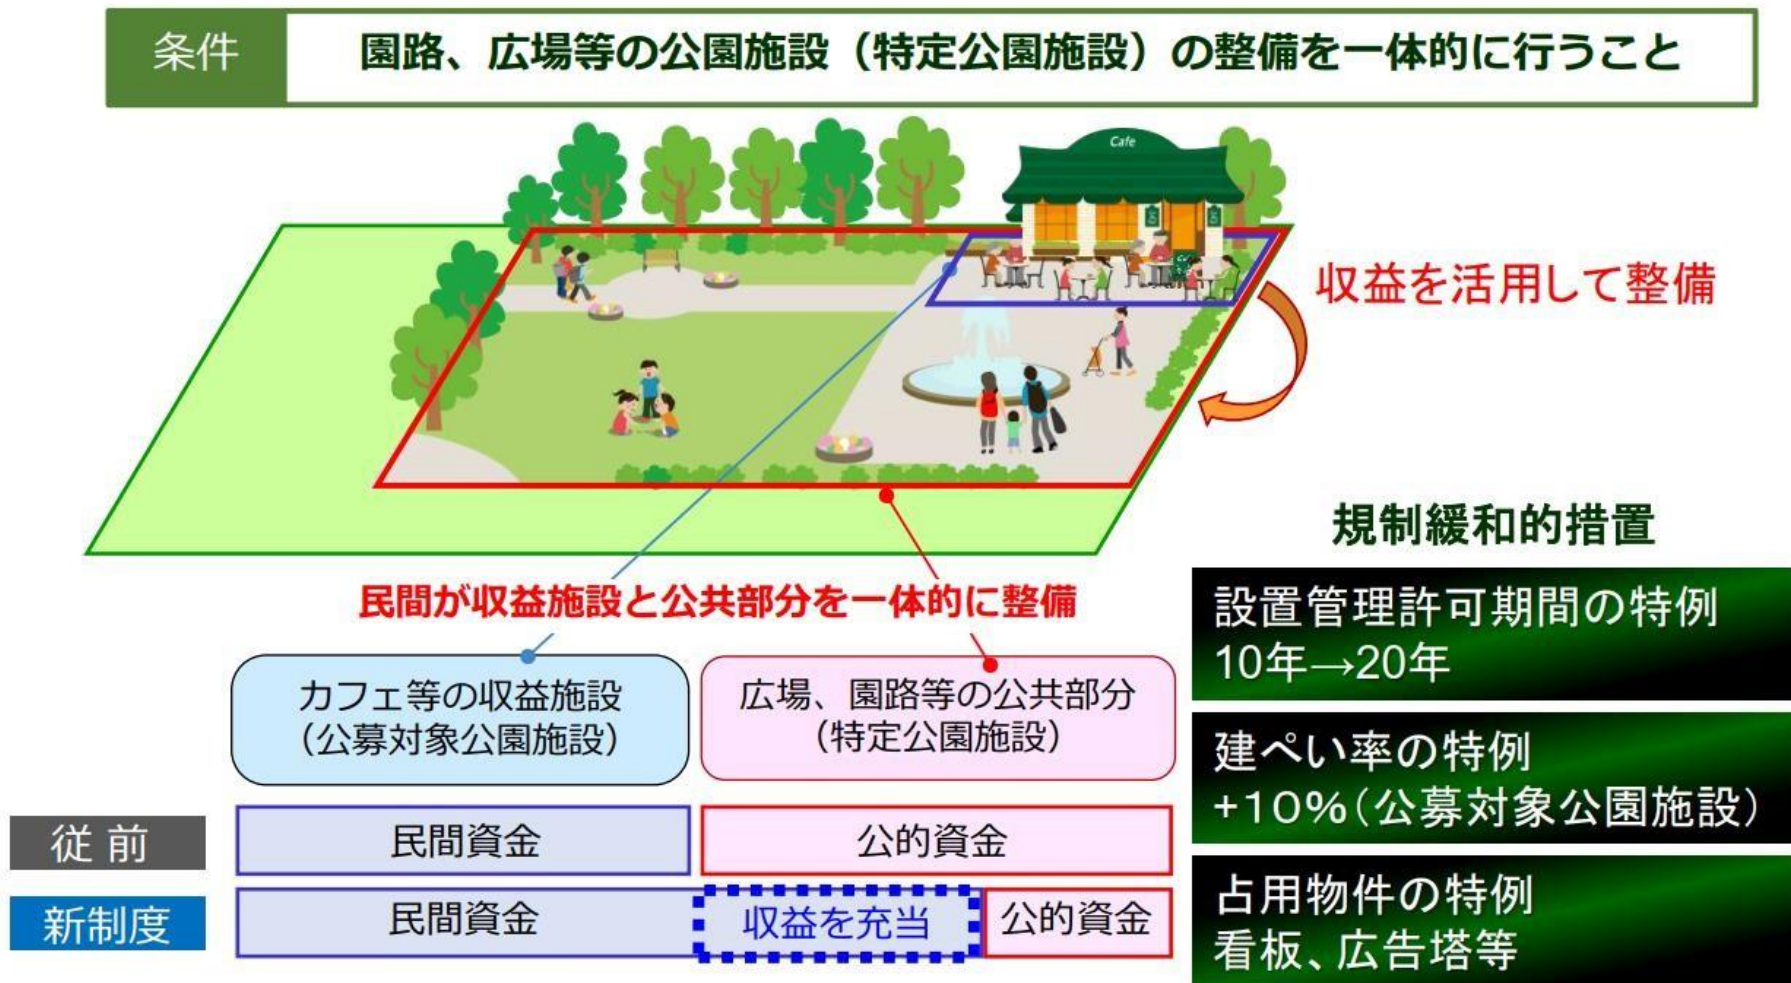 条件
園路、広場等の公園施設（特定公園施設）の整備を一体的に行うこと
Cafe
収益を活用して整備
民間が収益施設と公共部分を一体的に整備
カフェ等の収益施設
（公募対象公園施設）
広場、園路等の公共部分
（特定公園施設）
従前
民間資金
公的資金
新制度
民間資金
収益を充当
公的資金
規制緩和的措置
設置管理許可期間の特例
10年→20年
建ぺい率の特例
+10％（公募対象公園施設）
占用物件の特例
看板、広告塔等